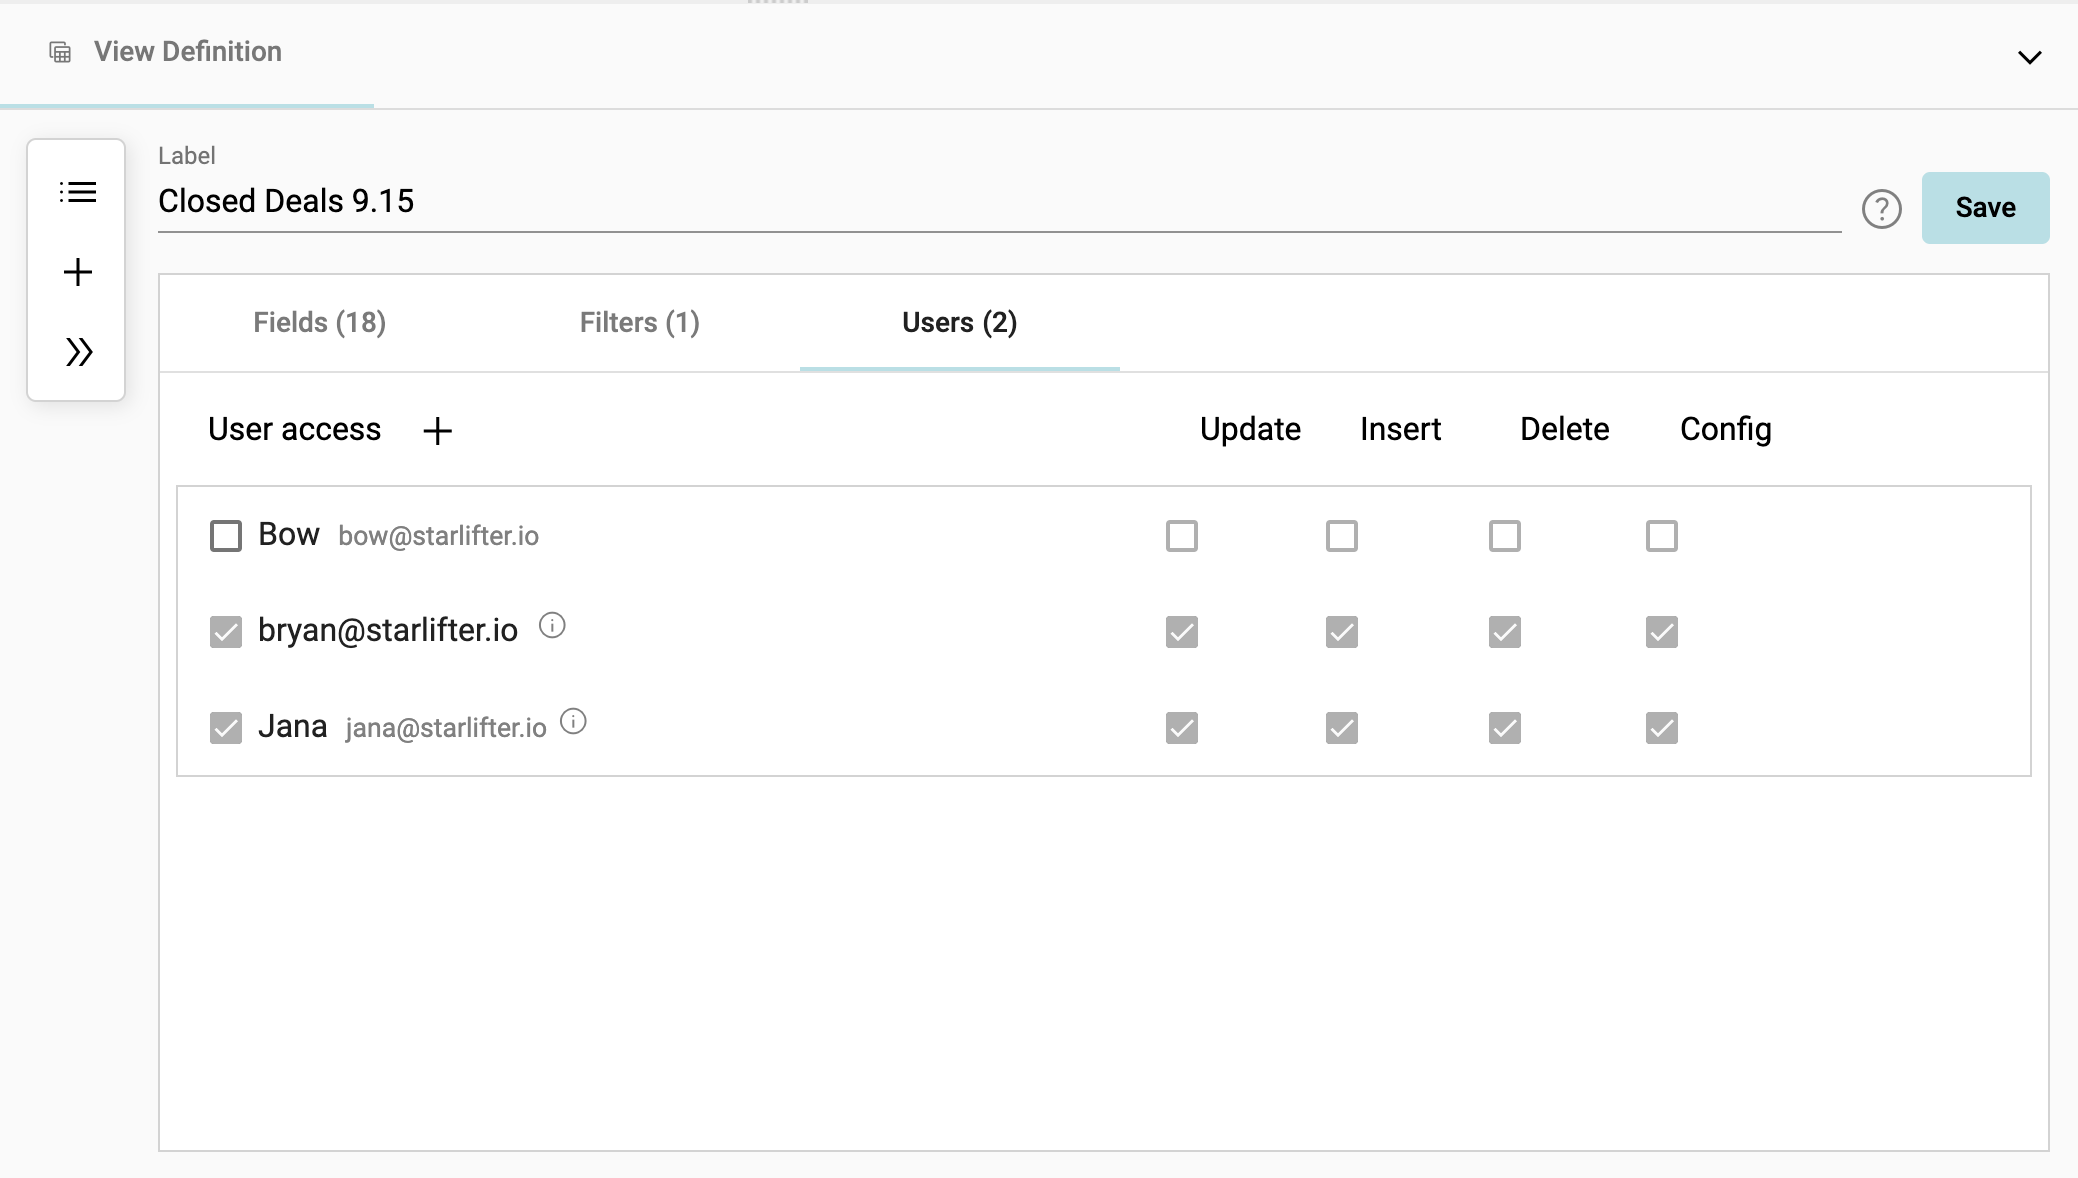 View Definition
Label
Closed Deals 9.15
Save
Fields (18) Filters (1) Users (2)
User access Update Insert Delete Config
Bow bow@starlifter.io
bryan@starlifter.io
Jana jana@starlifter.io